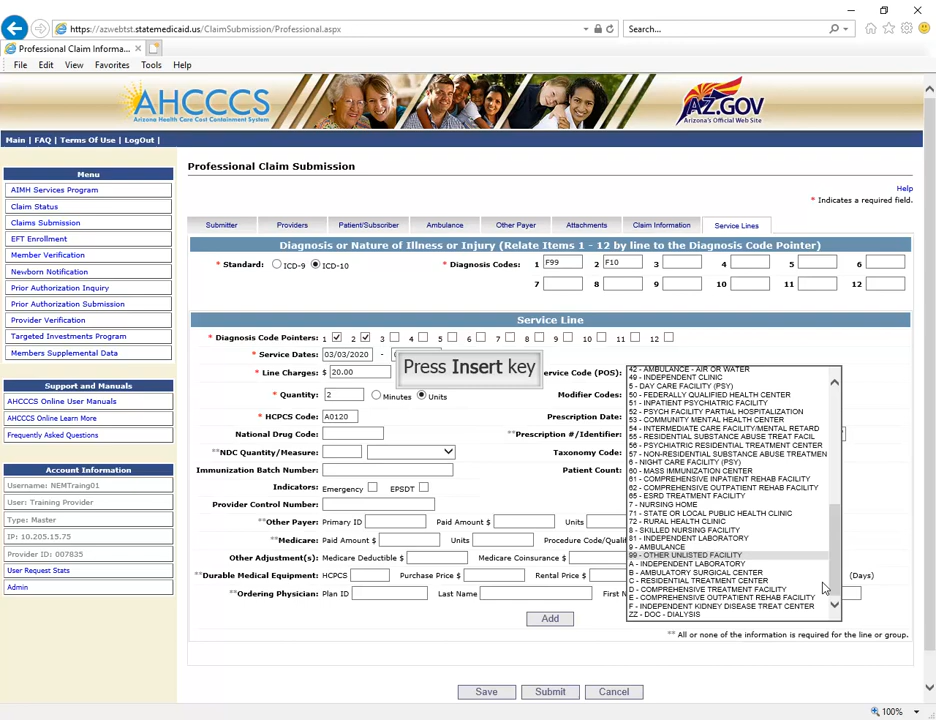 https://azwebtst.statemedicaid.us/ClaimSubmission/Professional.aspx
Search...
Professional Claim Informa...
File Edit View Favorites Tools Help
AHCCCS
Arizona Health Care Cost Containment System
AZ.GOV
Arizona's Official Web Site
Main | FAQ | Terms Of Use | LogOut |
Menu
AIMH Services Program
Claim Status
Claims Submission
EFT Enrollment
Member Verification
Newborn Notification
Prior Authorization Inquiry
Prior Authorization Submission
Provider Verification
Targeted Investments Program
Members Supplemental Data
Support and Manuals
AHCCCS Online User Manuals
AHCCCS Online Learn More
Frequently Asked Questions
Account Information
Username: NEMTraing01
User: Training Provider
Type: Master
IP: 10.205.15.75
Provider ID: 007835
User Request Stats
Admin
Professional Claim Submission
Help
* Indicates a required field.
Submitter Providers Patient/Subscriber Ambulance Other Payer Attachments Claim Information Service Lines
Diagnosis or Nature of Illness or Injury (Relate Items 1 - 12 by line to the Diagnosis Code Pointer)
* Standard: ICD-9 ICD-10 * Diagnosis Codes: 1 F99 2 F10 3 4 5 6
7 8 9 10 11 12
Service Line
* Diagnosis Code Pointers: 1 2 3 4 5 6 7 8 9 10 11 12
* Service Dates: 03/03/2020 -
* Line Charges: $ 20.00 ervice Code (POS):
Press Insert key
* Quantity: 2 Minutes Units Modifier Codes:
* HCPCS Code: A0120 Prescription Date:
National Drug Code: **Prescription #/Identifier:
**NDC Quantity/Measure: Taxonomy Code:
Immunization Batch Number: Patient Count:
Indicators: Emergency EPSDT
Provider Control Number:
**Other Payer: Primary ID Paid Amount $ Units
**Medicare: Paid Amount $ Units Procedure Code/Quali
Other Adjustment(s): Medicare Deductible $ Medicare Coinsurance $
**Durable Medical Equipment: HCPCS Purchase Price $ Rental Price $ (Days)
**Ordering Physician: Plan ID Last Name First N
42 - AMBULANCE - AIR OR WATER
49 - INDEPENDENT CLINIC
5 - DAY CARE FACILITY (PSY)
50 - FEDERALLY QUALIFIED HEALTH CENTER
51 - INPATIENT PSYCHIATRIC FACILITY
52 - PSYCH FACILITY PARTIAL HOSPITALIZATION
53 - COMMUNITY MENTAL HEALTH CENTER
54 - INTERMEDIATE CARE FACILITY/MENTAL RETARD
55 - RESIDENTIAL SUBSTANCE ABUSE TREAT FACIL
56 - PSYCHIATRIC RESIDENTIAL TREATMENT CENTER
57 - NON-RESIDENTIAL SUBSTANCE ABUSE TREATMEN
6 - NIGHT CARE FACILITY (PSY)
60 - MASS IMMUNIZATION CENTER
61 - COMPREHENSIVE INPATIENT REHAB FACILITY
62 - COMPREHENSIVE OUTPATIENT REHAB FACILITY
65 - ESRD TREATMENT FACILITY
7 - NURSING HOME
71 - STATE OR LOCAL PUBLIC HEALTH CLINIC
72 - RURAL HEALTH CLINIC
8 - SKILLED NURSING FACILITY
81 - INDEPENDENT LABORATORY
9 - AMBULANCE
99 - OTHER UNLISTED FACILITY
A - INDEPENDENT LABORATORY
B - AMBULATORY SURGICAL CENTER
C - RESIDENTIAL TREATMENT CENTER
D - COMPREHENSIVE TREATMENT FACILITY
E - COMPREHENSIVE OUTPATIENT REHAB FACILITY
F - INDEPENDENT KIDNEY DISEASE TREAT CENTER
ZZ - DOC - DIALYSIS
Add
** All or none of the information is required for the line or group.
Save Submit Cancel
100%